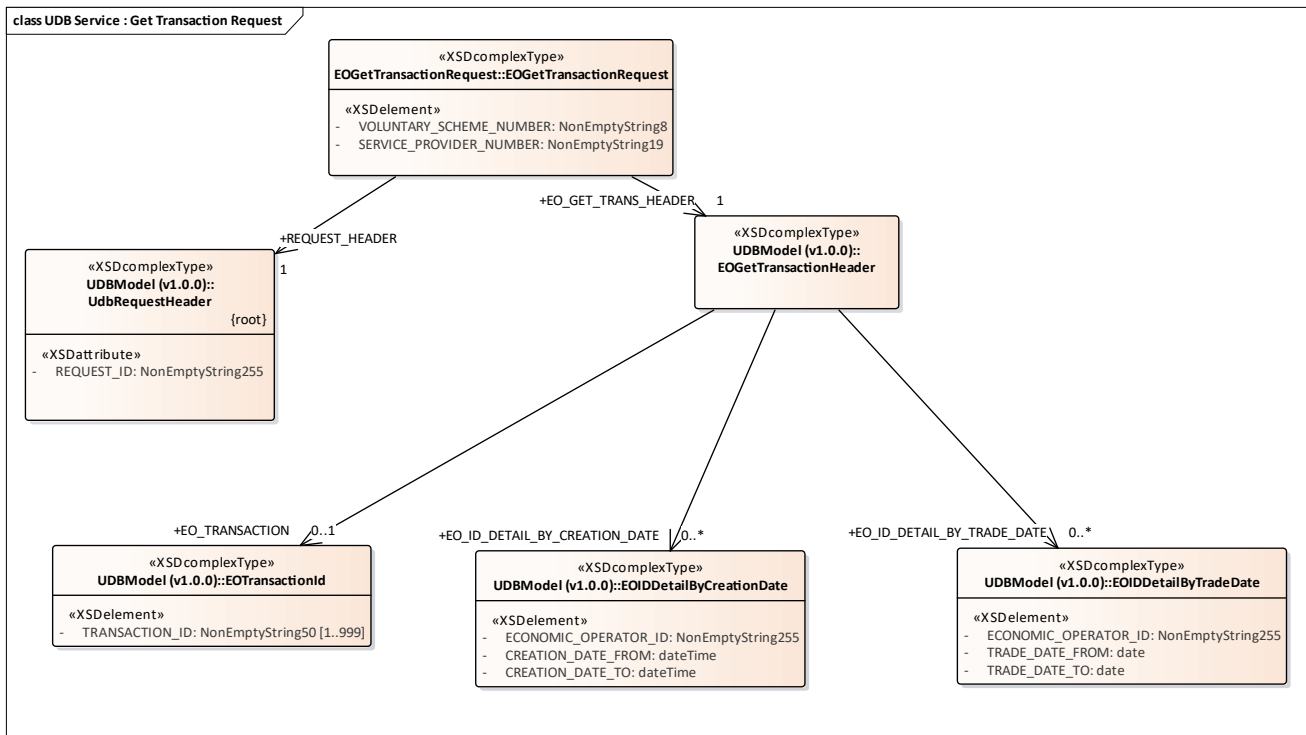 class UDB Service : Get Transaction Request
«XSDcomplexType»
EOGetTransactionRequest::EOGetTransactionRequest
«XSDelement»
- VOLUNTARY_SCHEME_NUMBER: NonEmptyString8
- SERVICE_PROVIDER_NUMBER: NonEmptyString19
+EO_GET_TRANS_HEADER 1
+REQUEST_HEADER
1
«XSDcomplexType»
UDBModel (v1.0.0)::
EOGetTransactionHeader
«XSDcomplexType»
UDBModel (v1.0.0)::
UdbRequestHeader
{root}
«XSDattribute»
- REQUEST_ID: NonEmptyString255
+EO_TRANSACTION 0..1
+EO_ID_DETAIL_BY_CREATION_DATE 0..*
+EO_ID_DETAIL_BY_TRADE_DATE 0..*
«XSDcomplexType»
UDBModel (v1.0.0)::EOTransactionId
«XSDelement»
- TRANSACTION_ID: NonEmptyString50 [1..999]
«XSDcomplexType»
UDBModel (v1.0.0)::EOIDDetailByCreationDate
«XSDelement»
- ECONOMIC_OPERATOR_ID: NonEmptyString255
- CREATION_DATE_FROM: dateTime
- CREATION_DATE_TO: dateTime
«XSDcomplexType»
UDBModel (v1.0.0)::EOIDDetailByTradeDate
«XSDelement»
- ECONOMIC_OPERATOR_ID: NonEmptyString255
- TRADE_DATE_FROM: date
- TRADE_DATE_TO: date